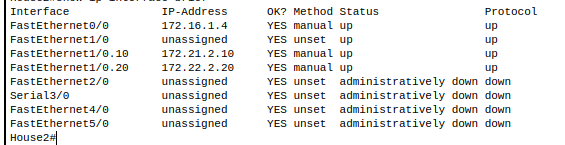 Interface IP-Address OK? Method Status Protocol
FastEthernet0/0 172.16.1.4 YES manual up up
FastEthernet1/0 unassigned YES unset up up
FastEthernet1/0.10 172.21.2.10 YES manual up up
FastEthernet1/0.20 172.22.2.20 YES manual up up
FastEthernet2/0 unassigned YES unset administratively down down
Serial3/0 unassigned YES unset administratively down down
FastEthernet4/0 unassigned YES unset administratively down down
FastEthernet5/0 unassigned YES unset administratively down down
House2#